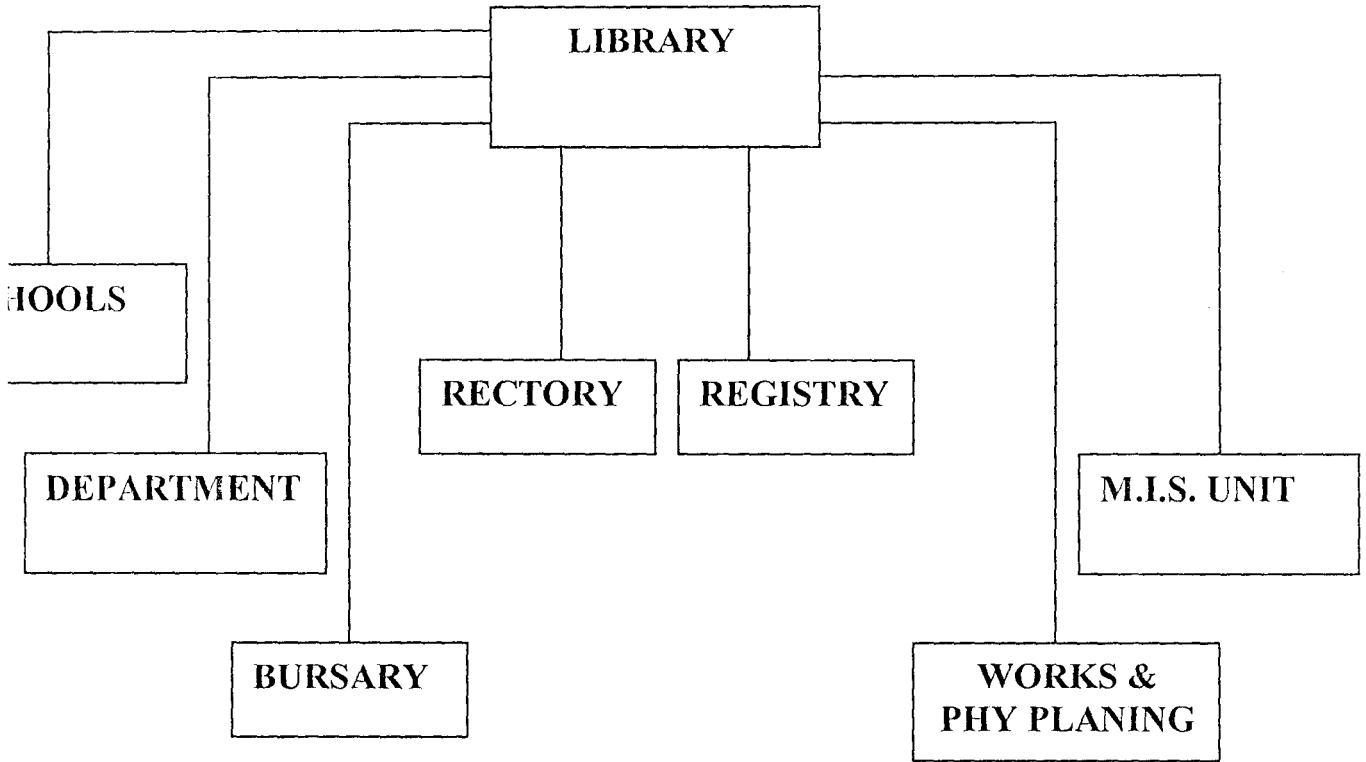 LIBRARY
HOOLS
RECTORY
REGISTRY
DEPARTMENT
M.I.S. UNIT
BURSARY
WORKS &
PHY PLANING